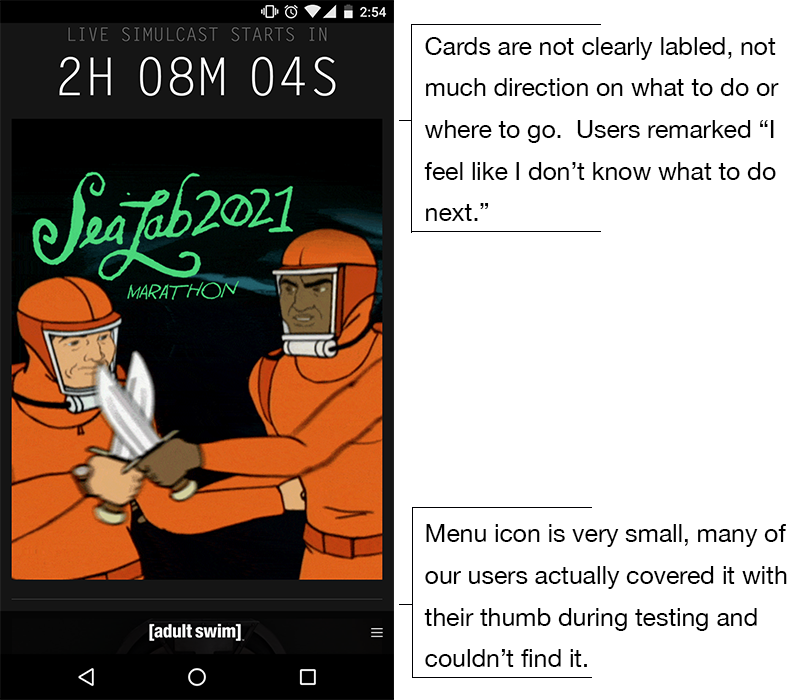 2:54
LIVE SIMULCAST STARTS IN
2H 08M 04S
SeaLab 2021
MARATHON
[adult swim]
Cards are not clearly labled, not
much direction on what to do or
where to go.  Users remarked “I
feel like I don’t know what to do
next.”
Menu icon is very small, many of
our users actually covered it with
their thumb during testing and
couldn’t find it.